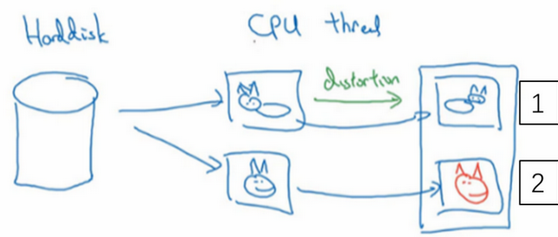 Harddisk
CPU thread
distortion
1
2